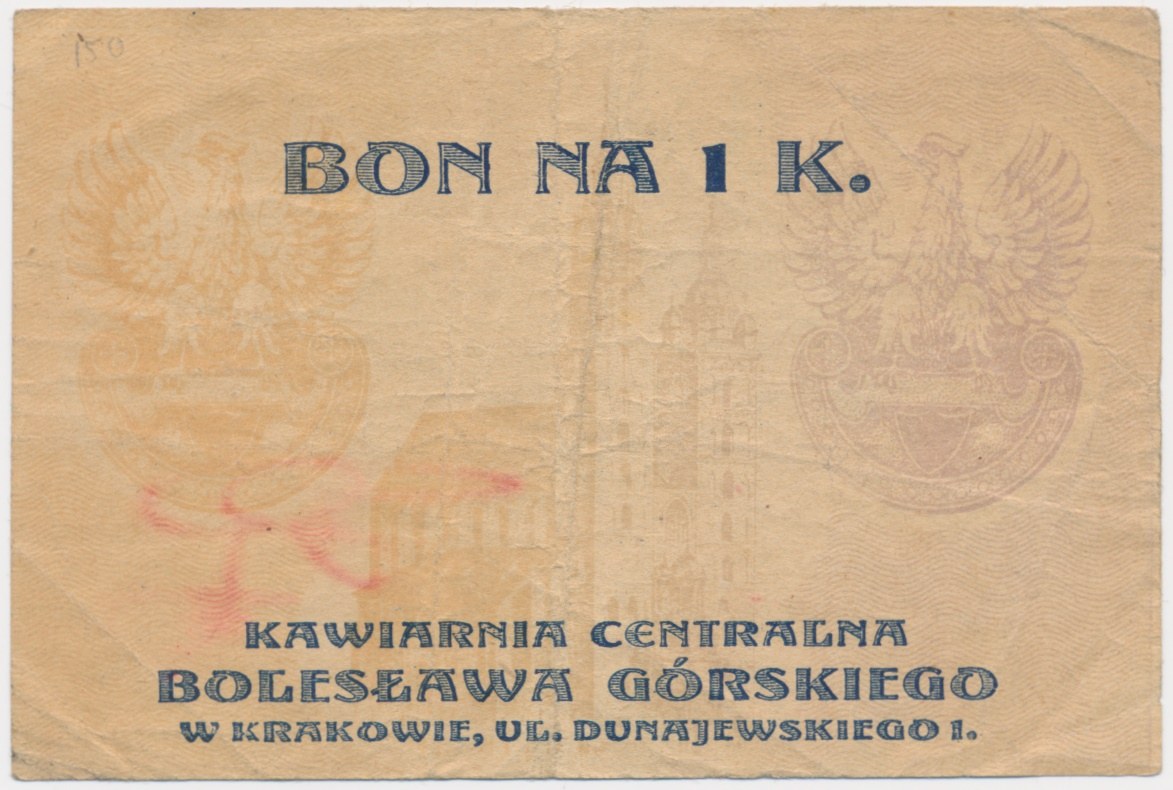 150
BON NA 1 K.
KAWIARNIA CENTRALNA
BOLESŁAWA GÓRSKIEGO
W KRAKOWIE, UL. DUNAJEWSKIEGO 1.